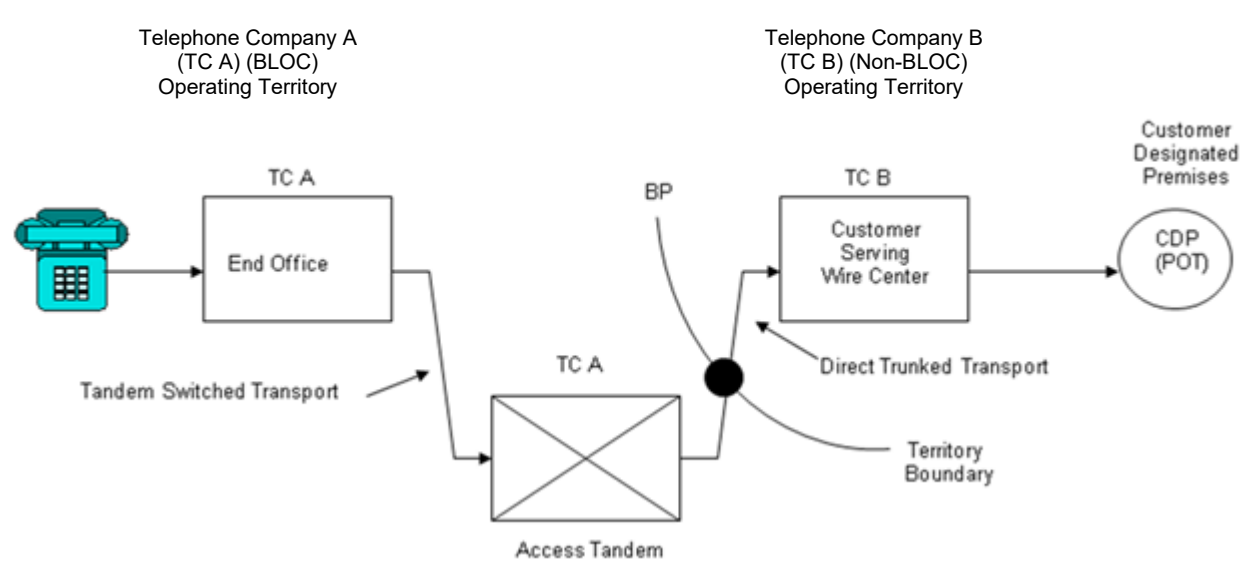 Telephone Company A
(TC A) (BLOC)
Operating Territory
Telephone Company B
(TC B) (Non-BLOC)
Operating Territory
Customer
Designated
Premises
TC A
BP
TC B
End Office
Customer
Serving
Wire Center
CDP
(POT)
Tandem Switched Transport
TC A
Direct Trunked Transport
Territory
Boundary
Access Tandem